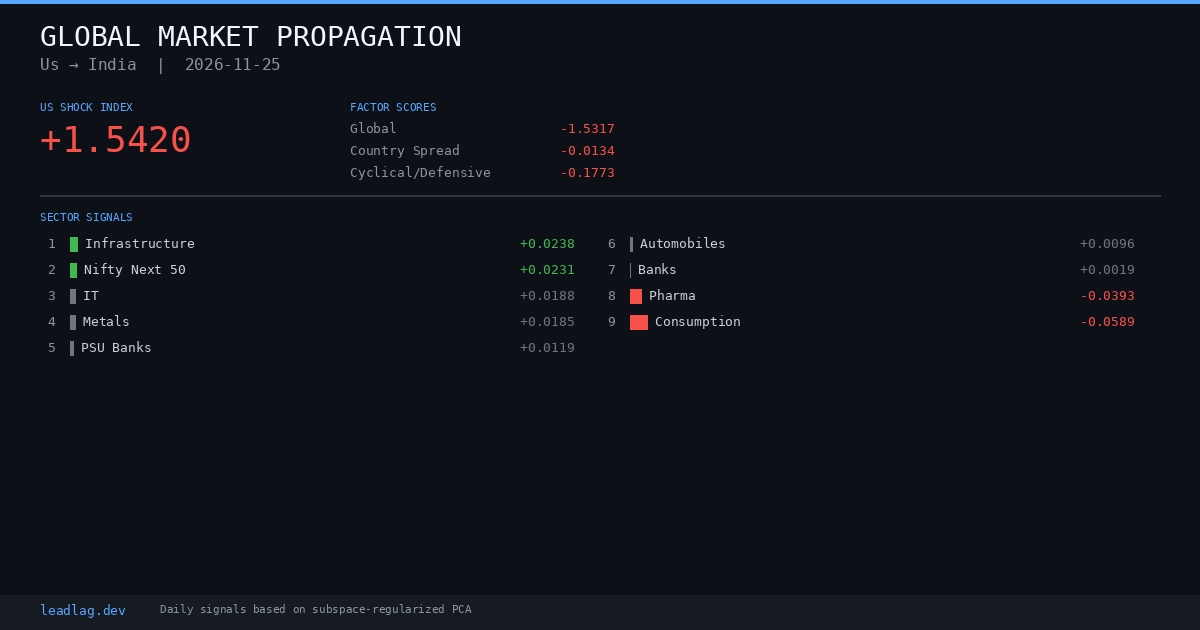 GLOBAL MARKET PROPAGATION
Us → India | 2026-11-25
US SHOCK INDEX
+1.5420
FACTOR SCORES
Global -1.5317
Country Spread -0.0134
Cyclical/Defensive -0.1773
SECTOR SIGNALS
1 Infrastructure +0.0238
2 Nifty Next 50 +0.0231
3 IT +0.0188
4 Metals +0.0185
5 PSU Banks +0.0119
6 Automobiles +0.0096
7 Banks +0.0019
8 Pharma -0.0393
9 Consumption -0.0589
leadlag.dev Daily signals based on subspace-regularized PCA